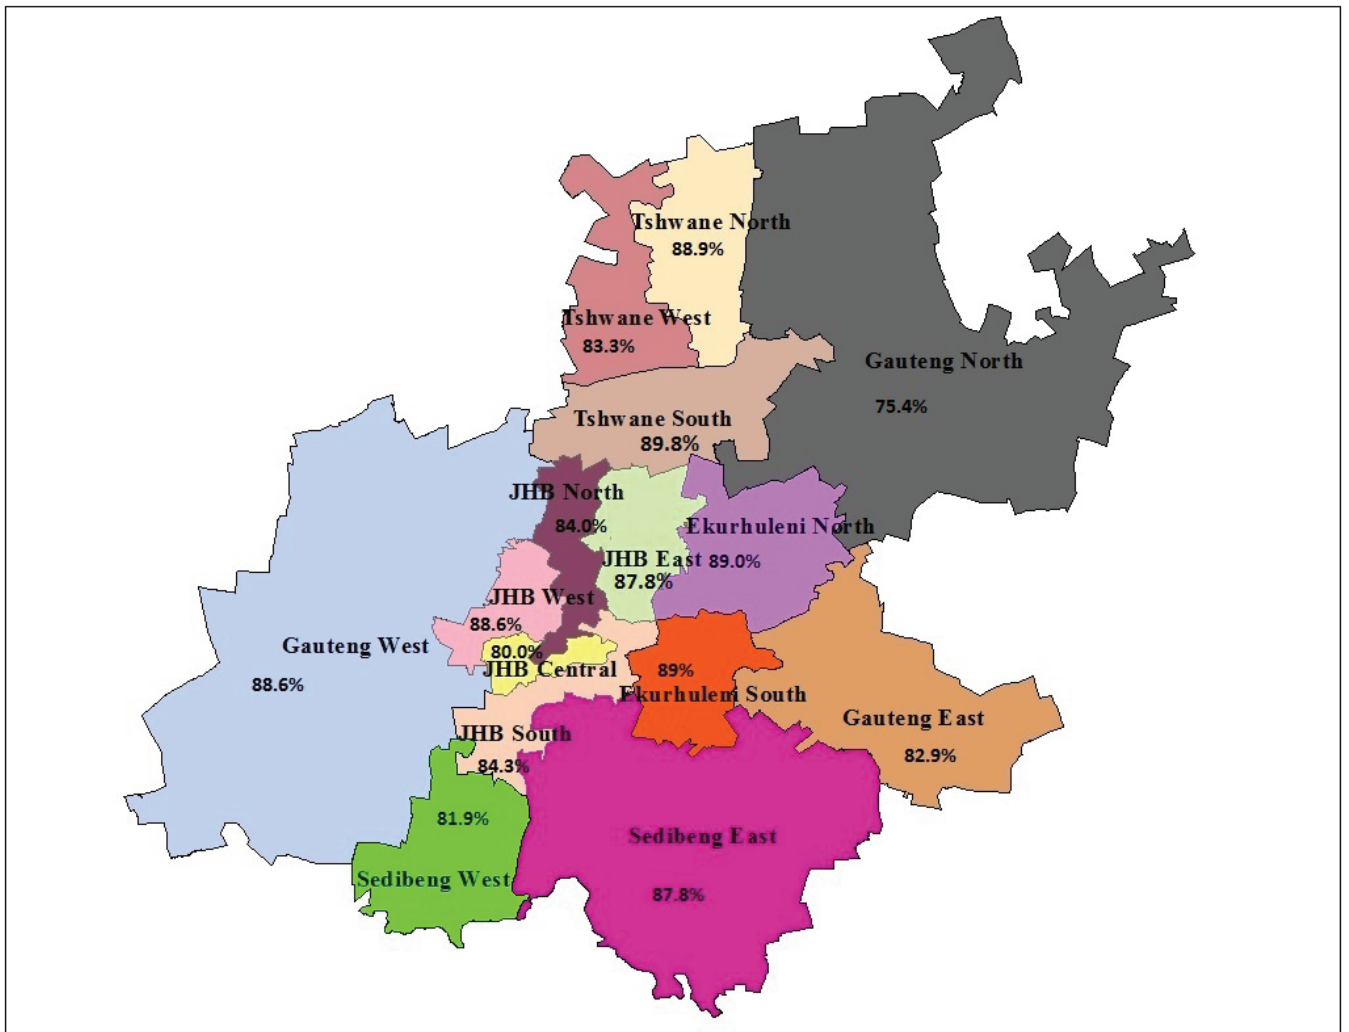 Tshwane North
88.9%
Tshwane West
83.3%
Gauteng North
75.4%
Tshwane South
89.8%
JHB North
84.0%
Ekurhuleni North
89.0%
JHB East
87.8%
JHB West
88.6%
Gauteng West
88.6%
80.0%
JHB Central
89%
Ekurhuleni South
Gauteng East
82.9%
JHB South
84.3%
81.9%
Sedibeng West
Sedibeng East
87.8%